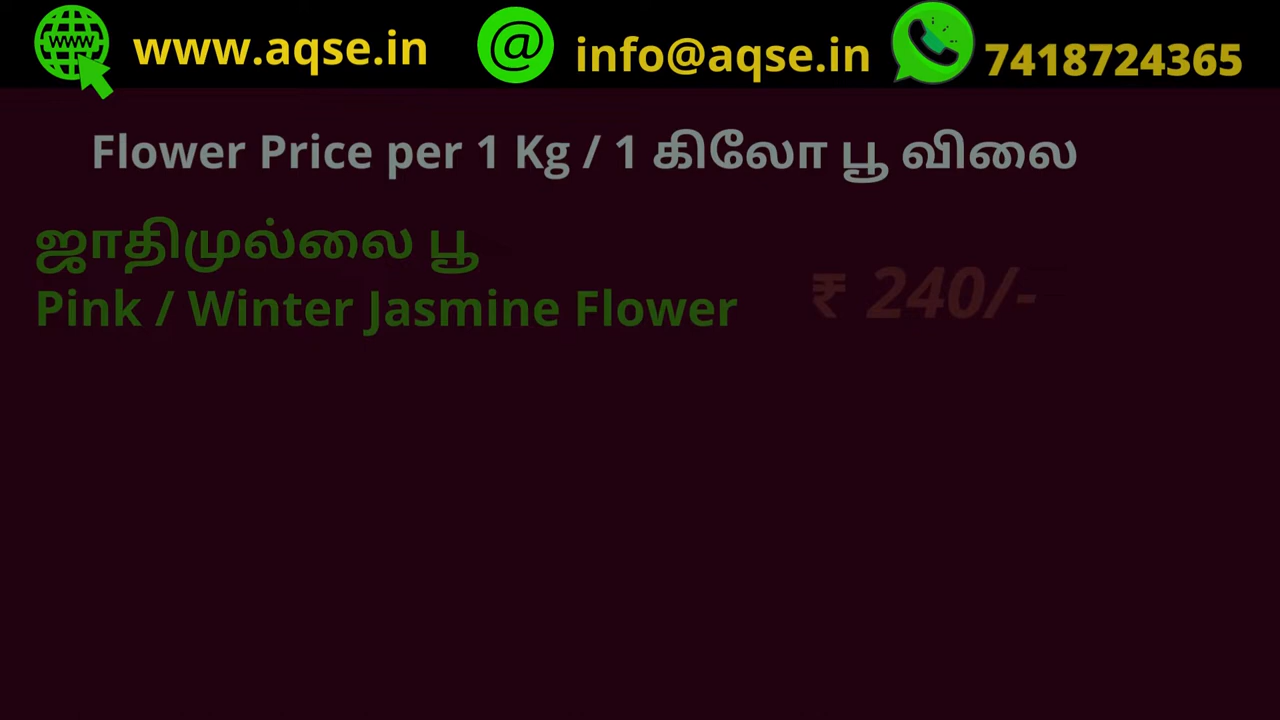 www.aqse.in
info@aqse.in
7418724365
Flower Price per 1 Kg / 1 கிலோ பூ விலை
ஜாதிமுல்லை பூ
Pink / Winter Jasmine Flower
₹ 240/-